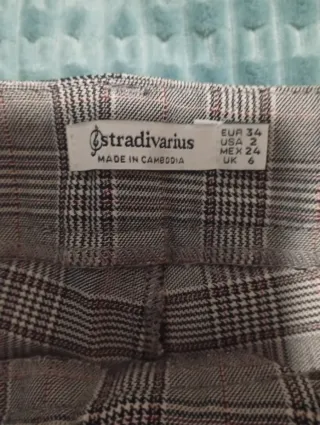 stradivarius
MADE IN CAMBODIA
EUR 34
USA 2
MEX 24
UK 6